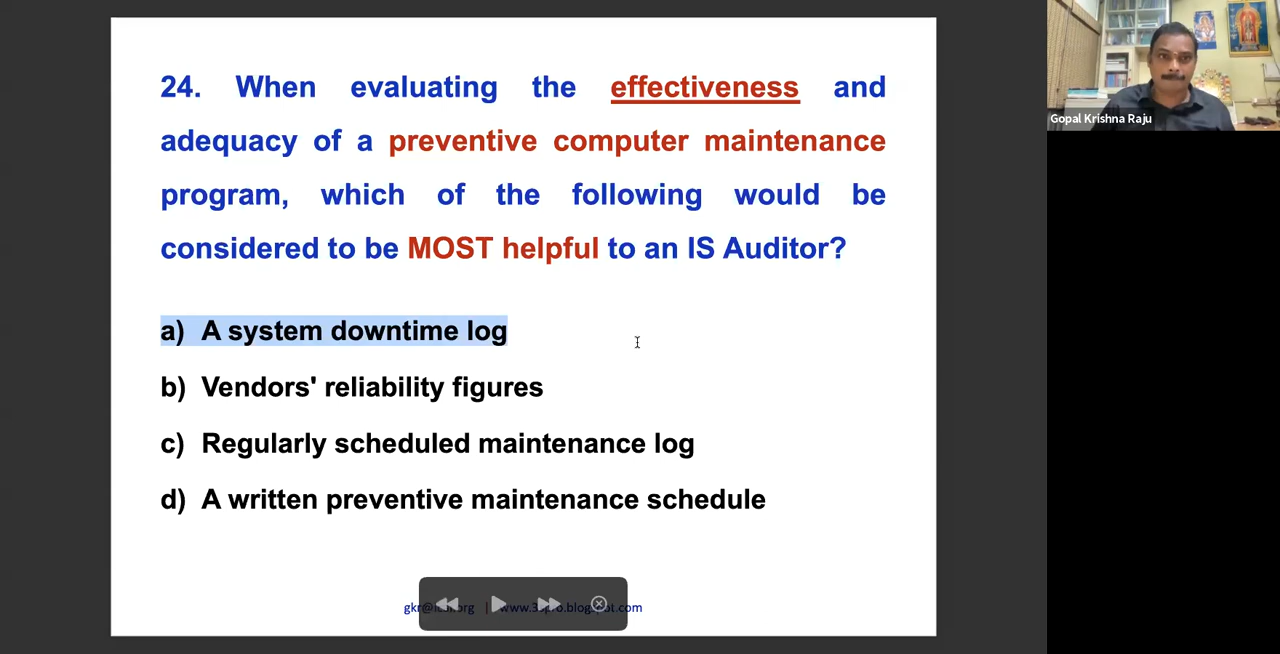 24. When evaluating the effectiveness and
adequacy of a preventive computer maintenance
program, which of the following would be
considered to be MOST helpful to an IS Auditor?
a) A system downtime log
b) Vendors' reliability figures
c) Regularly scheduled maintenance log
d) A written preventive maintenance schedule
Gopal Krishna Raju